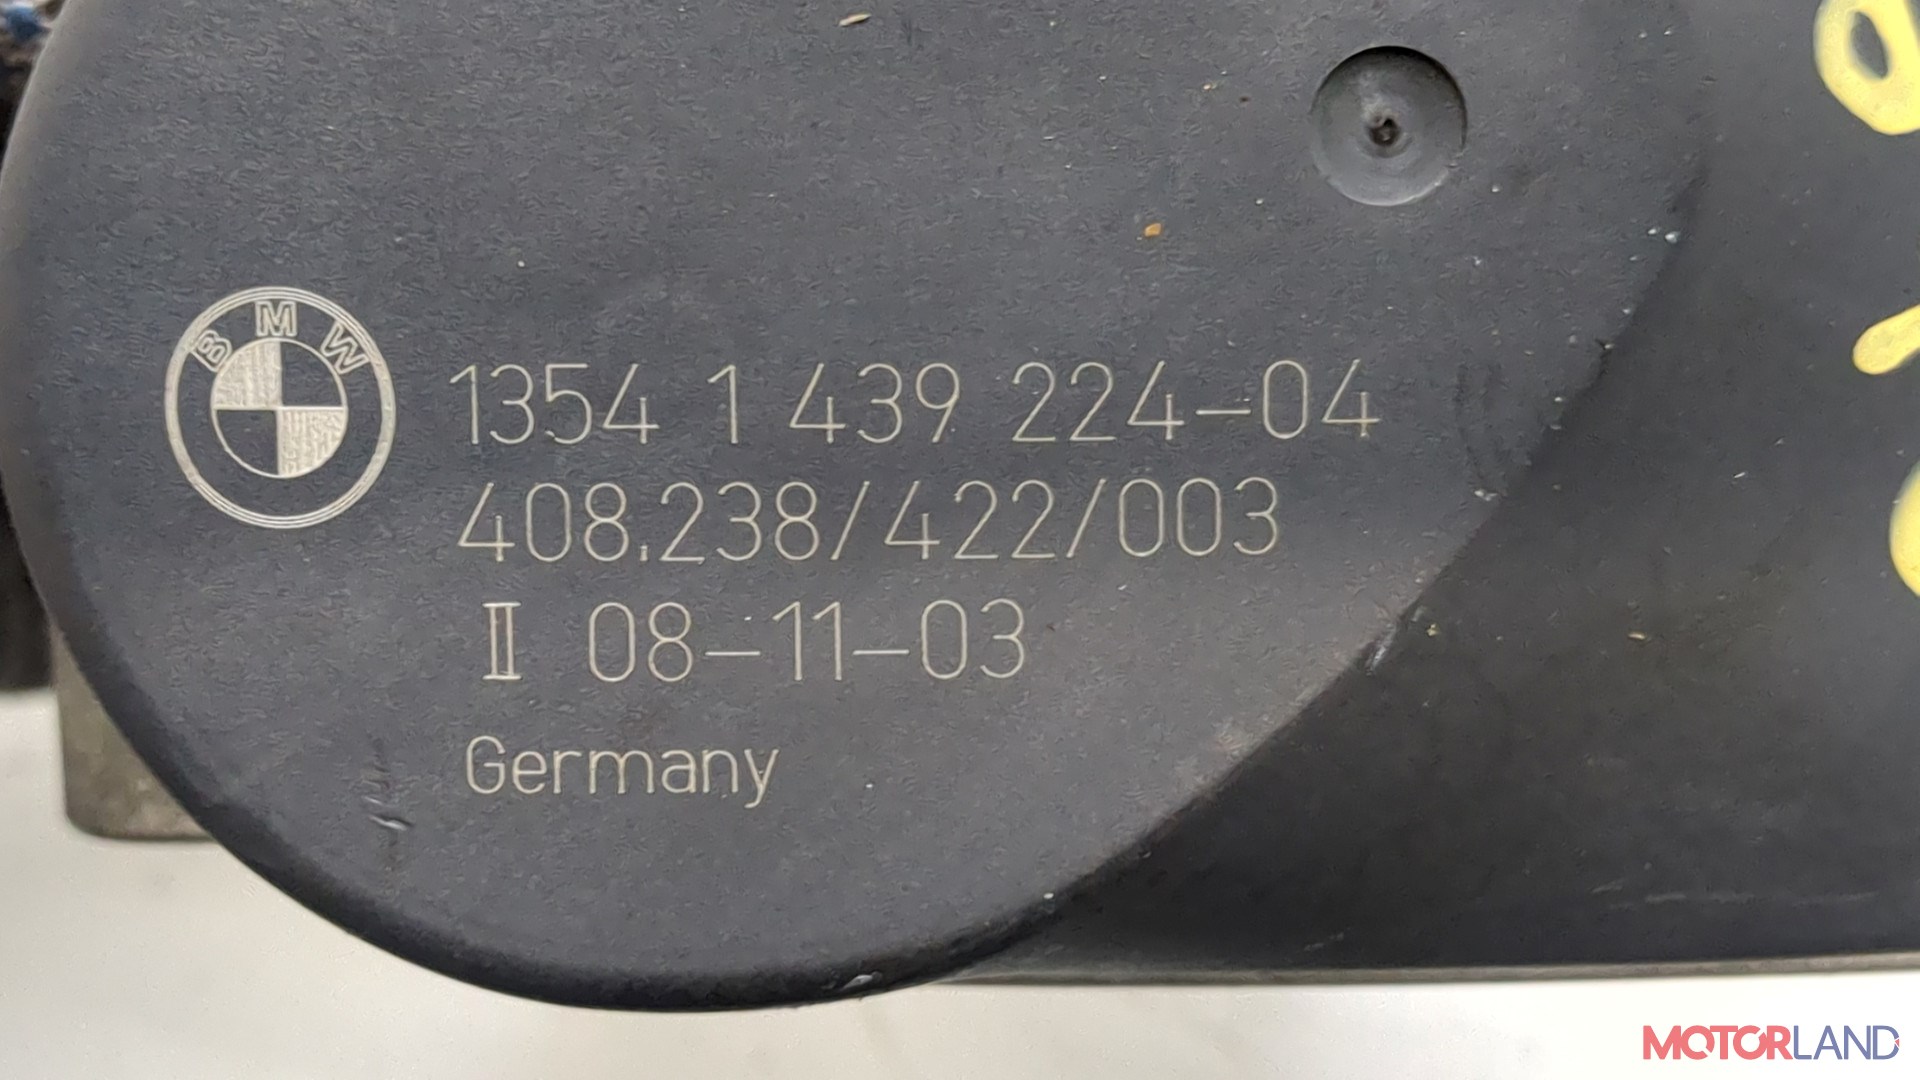 BMW
1354 1 439 224-04
408.238/422/003
II 08-11-03
Germany
MOTORLAND